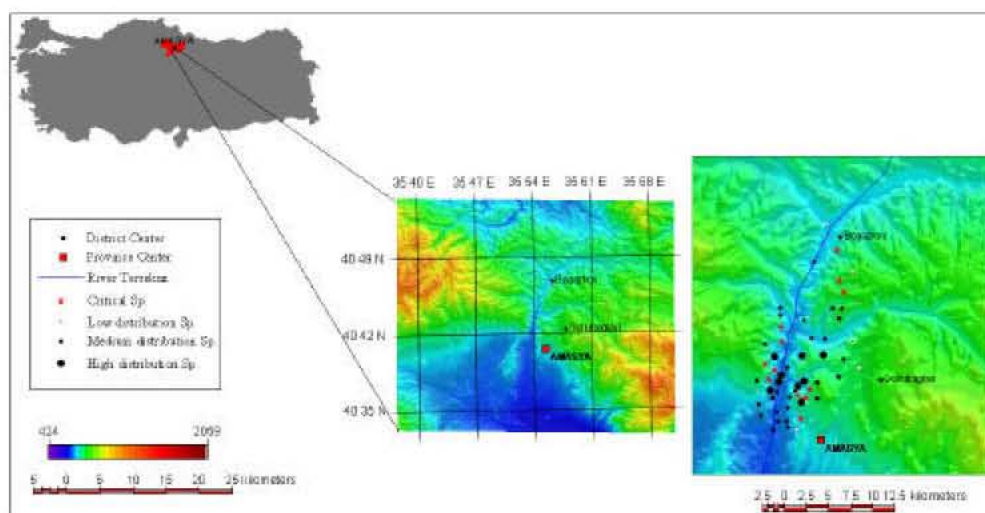 35 40 E 35 47 E 35 54 E 35 61 E 35 68 E
40 49 N
40 42 N
40 35 N
AMASYA
District Center
Province Center
River Tersakan
Critical Sp
Low distribution Sp
Medium distribution Sp
High distribution Sp
424 2069
5 0 5 10 15 20 25 kilometers
AMASYA
2.5 0 2.5 5 7.5 10 12.5 kilometers